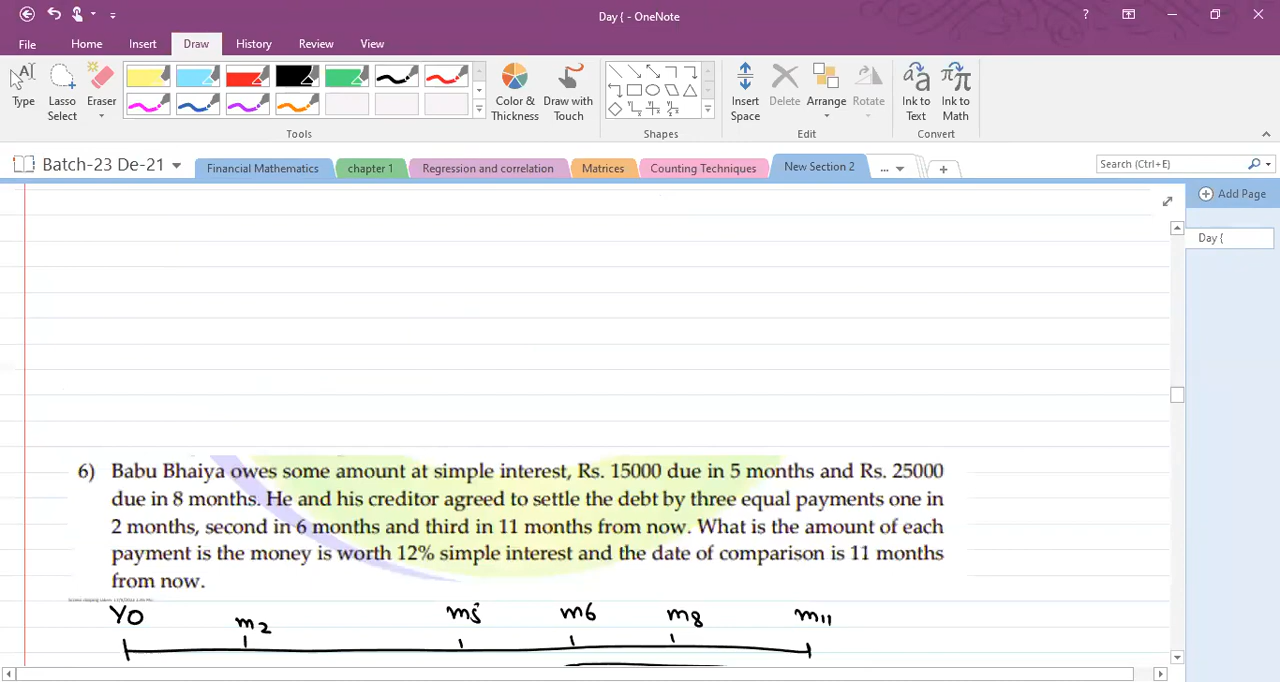 Day { - OneNote
?
File Home Insert Draw History Review View
Type
Lasso Select
Eraser
Color & Thickness
Draw with Touch
Insert Space
Delete
Arrange
Rotate
Ink to Text
Ink to Math
Tools Shapes Edit Convert
Batch-23 De-21 Financial Mathematics chapter 1 Regression and correlation Matrices Counting Techniques New Section 2 ... Search (Ctrl+E)
Add Page
Day {
6) Babu Bhaiya owes some amount at simple interest, Rs. 15000 due in 5 months and Rs. 25000
due in 8 months. He and his creditor agreed to settle the debt by three equal payments one in
2 months, second in 6 months and third in 11 months from now. What is the amount of each
payment is the money is worth 12% simple interest and the date of comparison is 11 months
from now.
Y0 m2 m5 m6 m8 m11